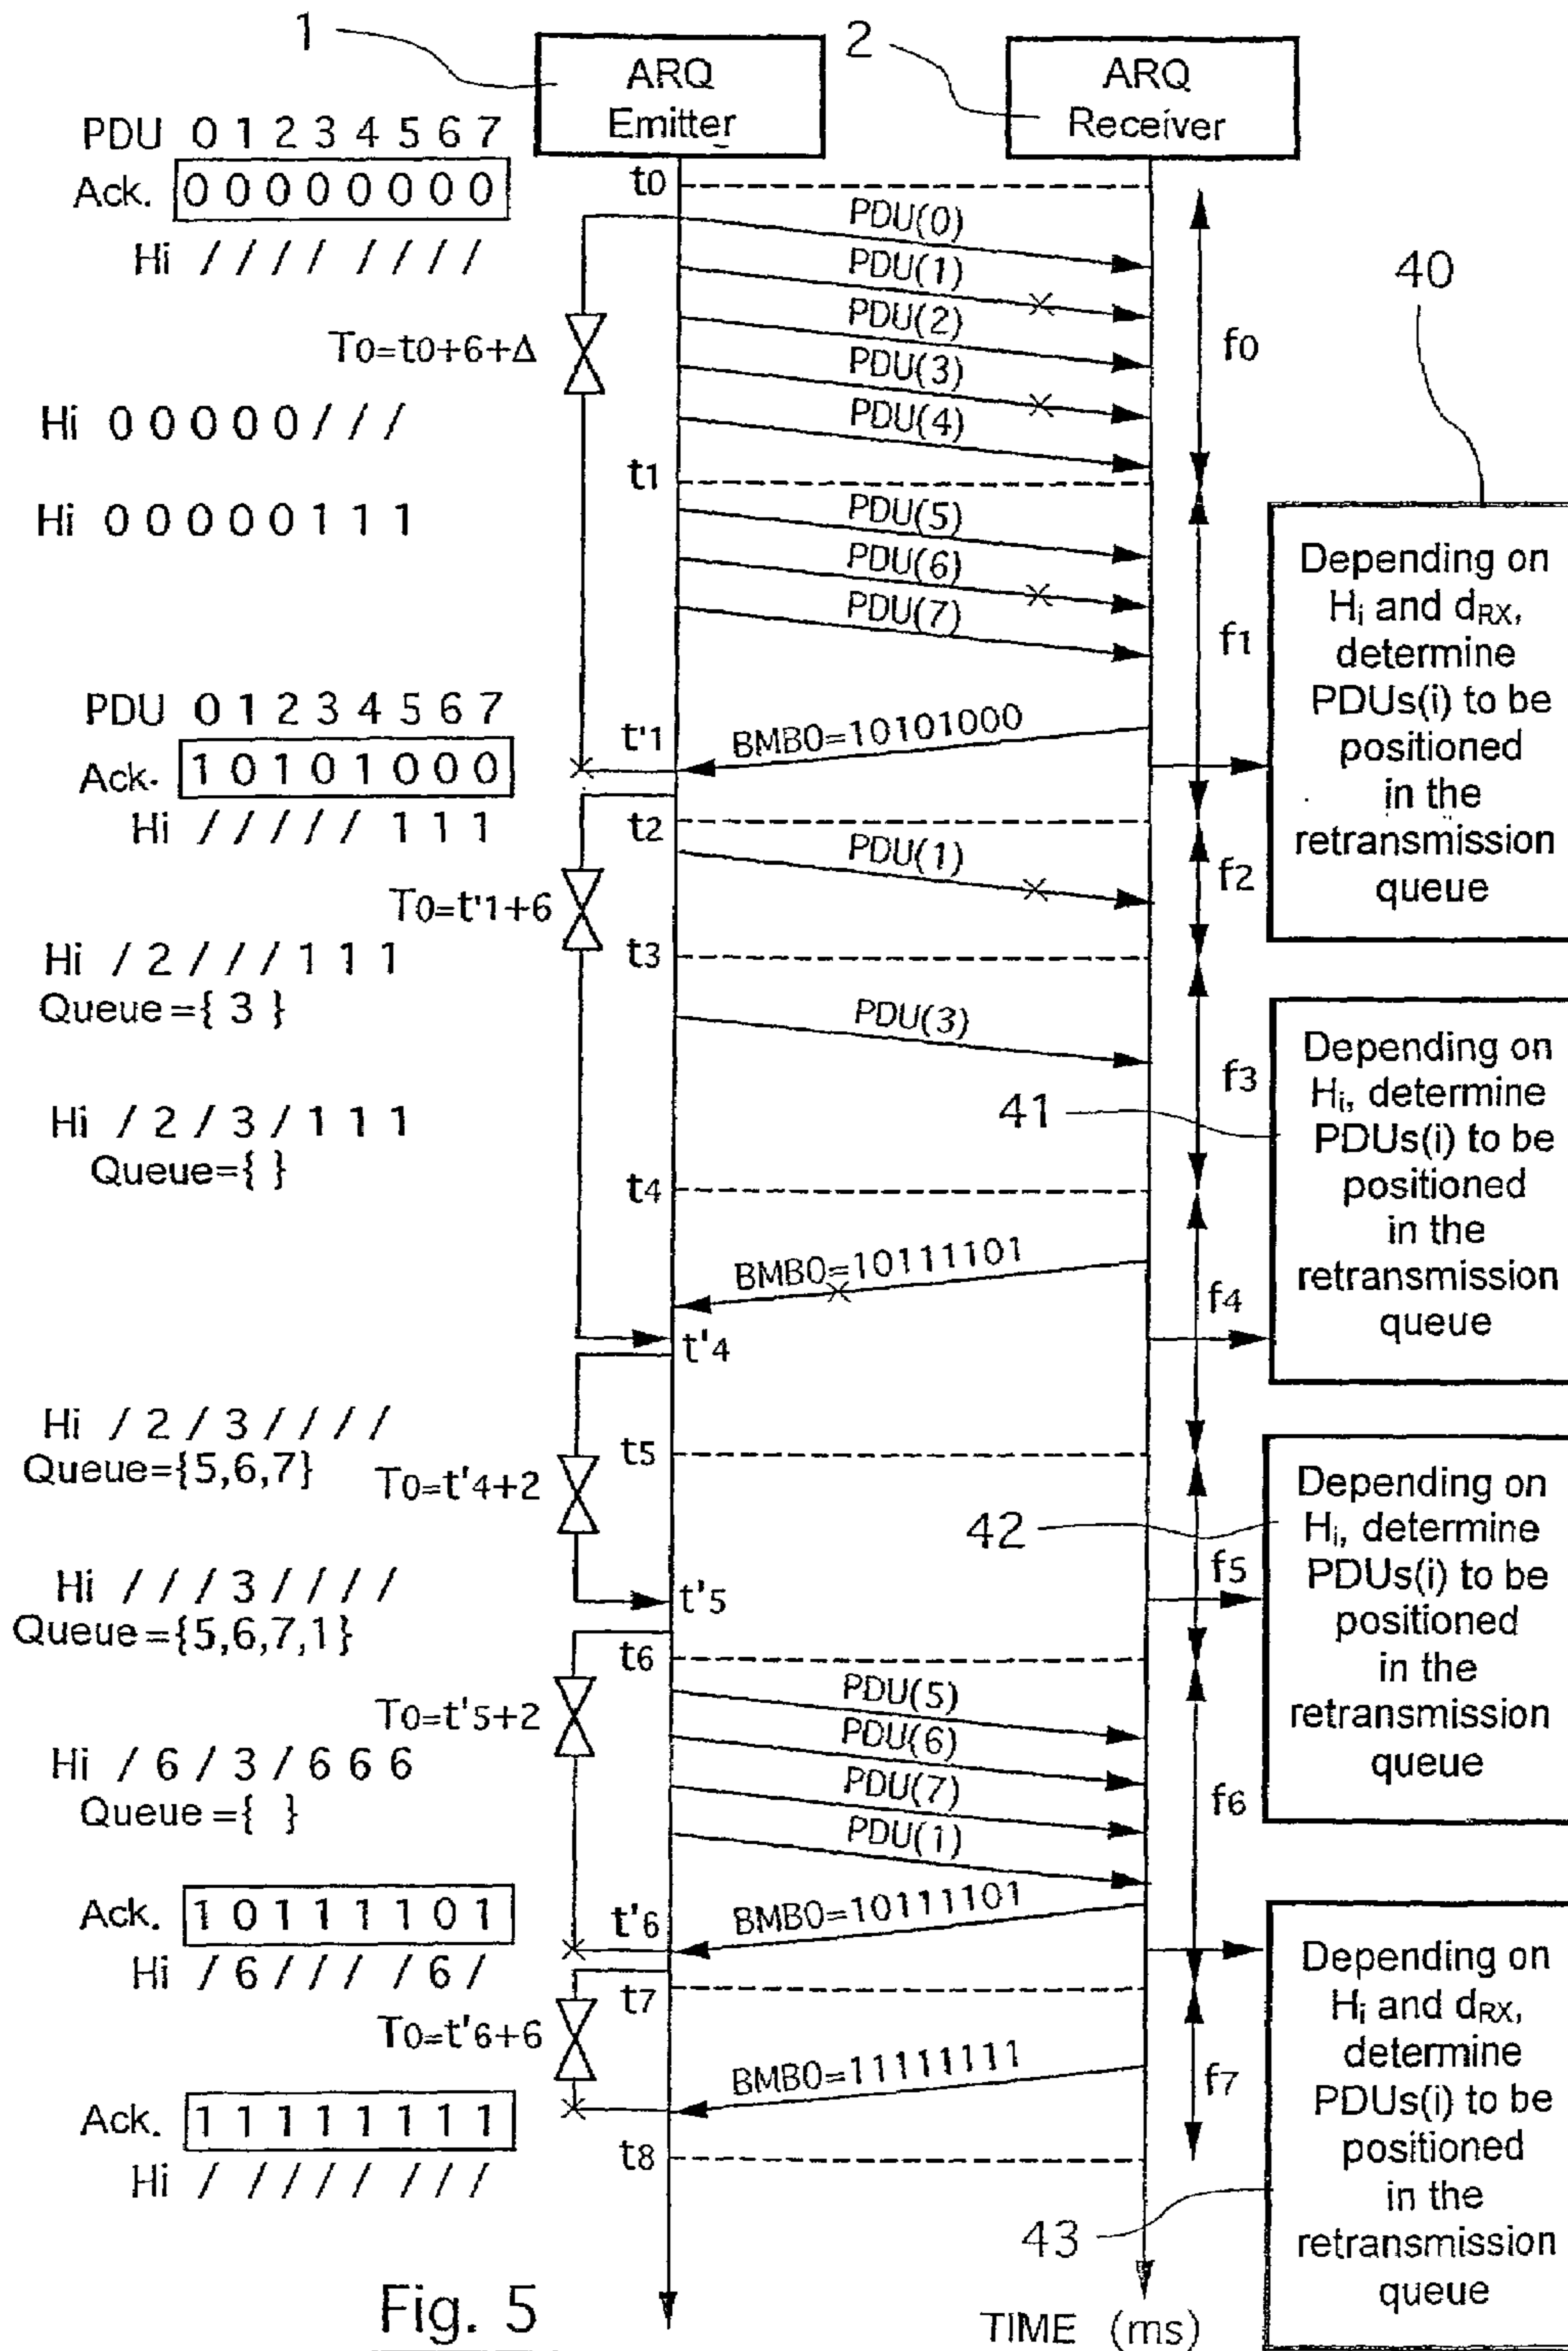 1
ARQ
Emitter
2
ARQ
Receiver
PDU 0 1 2 3 4 5 6 7
Ack. 0 0 0 0 0 0 0 0
Hi / / / / / / / /
t0
PDU(0)
PDU(1)
PDU(2)
PDU(3)
PDU(4)
T0=t0+6+Δ
f0
40
Hi 0 0 0 0 0 / / /
t1
Hi 0 0 0 0 0 1 1 1
PDU(5)
PDU(6)
PDU(7)
f1
Depending on
Hi and dRX,
determine
PDUs(i) to be
positioned
in the
retransmission
queue
PDU 0 1 2 3 4 5 6 7
Ack. 1 0 1 0 1 0 0 0
Hi / / / / / 1 1 1
t'1
BMB0=10101000
t2
PDU(1)
f2
T0=t'1+6
Hi / 2 / / / 1 1 1
Queue={ 3 }
t3
PDU(3)
f3
Hi / 2 / 3 / 1 1 1
Queue={ }
41
Depending on
Hi, determine
PDUs(i) to be
positioned
in the
retransmission
queue
t4
BMB0=10111101
f4
t'4
Hi / 2 / 3 / / / /
Queue={5,6,7}
T0=t'4+2
t5
42
f5
Depending on
Hi, determine
PDUs(i) to be
positioned
in the
retransmission
queue
Hi / / / 3 / / / /
Queue={5,6,7,1}
t'5
t6
T0=t'5+2
PDU(5)
PDU(6)
PDU(7)
PDU(1)
f6
Hi / 6 / 3 / 6 6 6
Queue={ }
Ack. 1 0 1 1 1 1 0 1
Hi / 6 / / / / 6 /
t'6
BMB0=10111101
t7
T0=t'6+6
BMB0=11111111
f7
Ack. 1 1 1 1 1 1 1 1
Hi / / / / / / / /
t8
43
Depending on
Hi and dRX,
determine
PDUs(i) to be
positioned
in the
retransmission
queue
Fig. 5
TIME (ms)